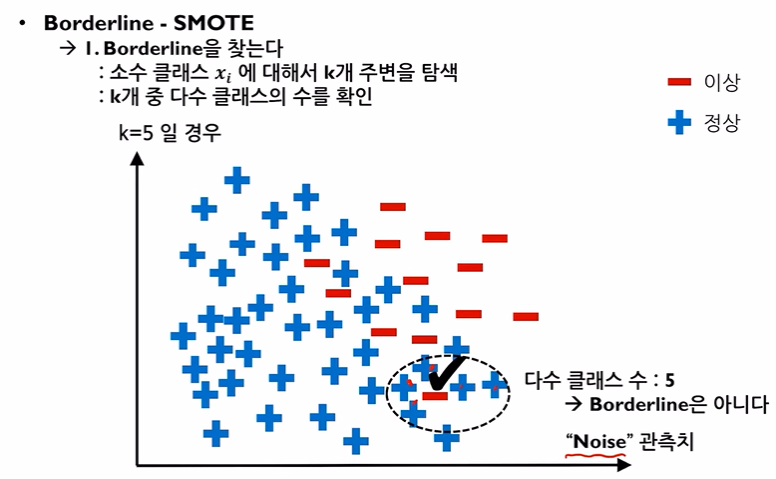 • Borderline - SMOTE
→ 1. Borderline을 찾는다
: 소수 클래스 𝑥ᵢ 에 대해서 k개 주변을 탐색
: k개 중 다수 클래스의 수를 확인
이상
정상
k=5 일 경우
다수 클래스 수 : 5
→ Borderline은 아니다
“Noise” 관측치